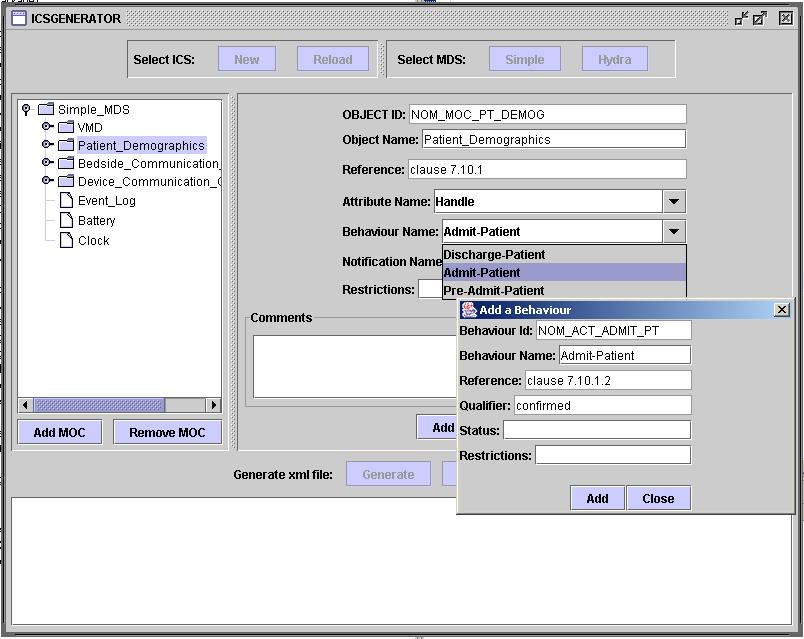 ICSGENERATOR
Select ICS: New Reload Select MDS: Simple Hydra
Simple_MDS
VMD
Patient_Demographics
Bedside_Communication_
Device_Communication_C
Event_Log
Battery
Clock
Add MOC Remove MOC
OBJECT ID: NOM_MOC_PT_DEMOG
Object Name: Patient_Demographics
Reference: clause 7.10.1
Attribute Name: Handle
Behaviour Name: Admit-Patient
Discharge-Patient
Admit-Patient
Pre-Admit-Patient
Notification Name
Restrictions:
Comments
Add
Generate xml file: Generate
Add a Behaviour
Behaviour Id: NOM_ACT_ADMIT_PT
Behaviour Name: Admit-Patient
Reference: clause 7.10.1.2
Qualifier: confirmed
Status:
Restrictions:
Add Close